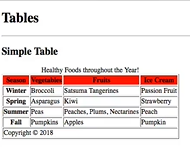 Tables
Simple Table
Healthy Foods throughout the Year!
Season Vegetables Fruits Ice Cream
Winter Broccoli Satsuma Tangerines Passion Fruit
Spring Asparagus Kiwi Strawberry
Summer Peas Peaches, Plums, Nectarines Peach
Fall Pumpkins Apples Pumpkin
Copyright © 2018